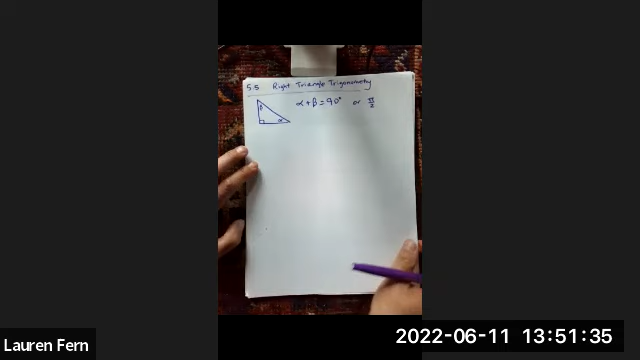 5.5 Right Triangle Trigonometry
α + β = 90° or π/2
β
α
Lauren Fern
2022-06-11 13:51:35